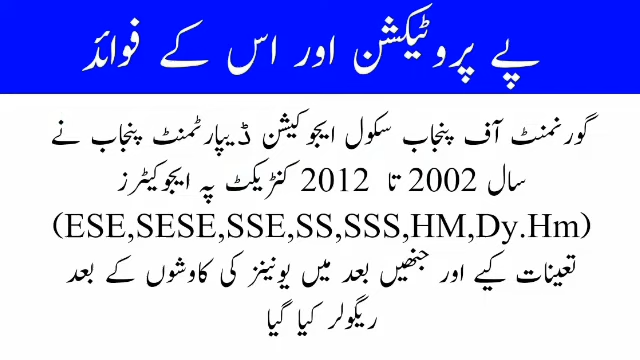 پے پروٹیکشن اور اس کے فوائد
گورنمنٹ آف پنجاب سکول ایجوکیشن ڈیپارٹمنٹ پنجاب نے
سال 2002 تا 2012 کنٹریکٹ پہ ایجوکیٹرز
(ESE,SESE,SSE,SS,SSS,HM,Dy.Hm)
تعینات کیے اور جنھیں بعد میں یونینز کی کاوشوں کے بعد
ریگولر کیا گیا